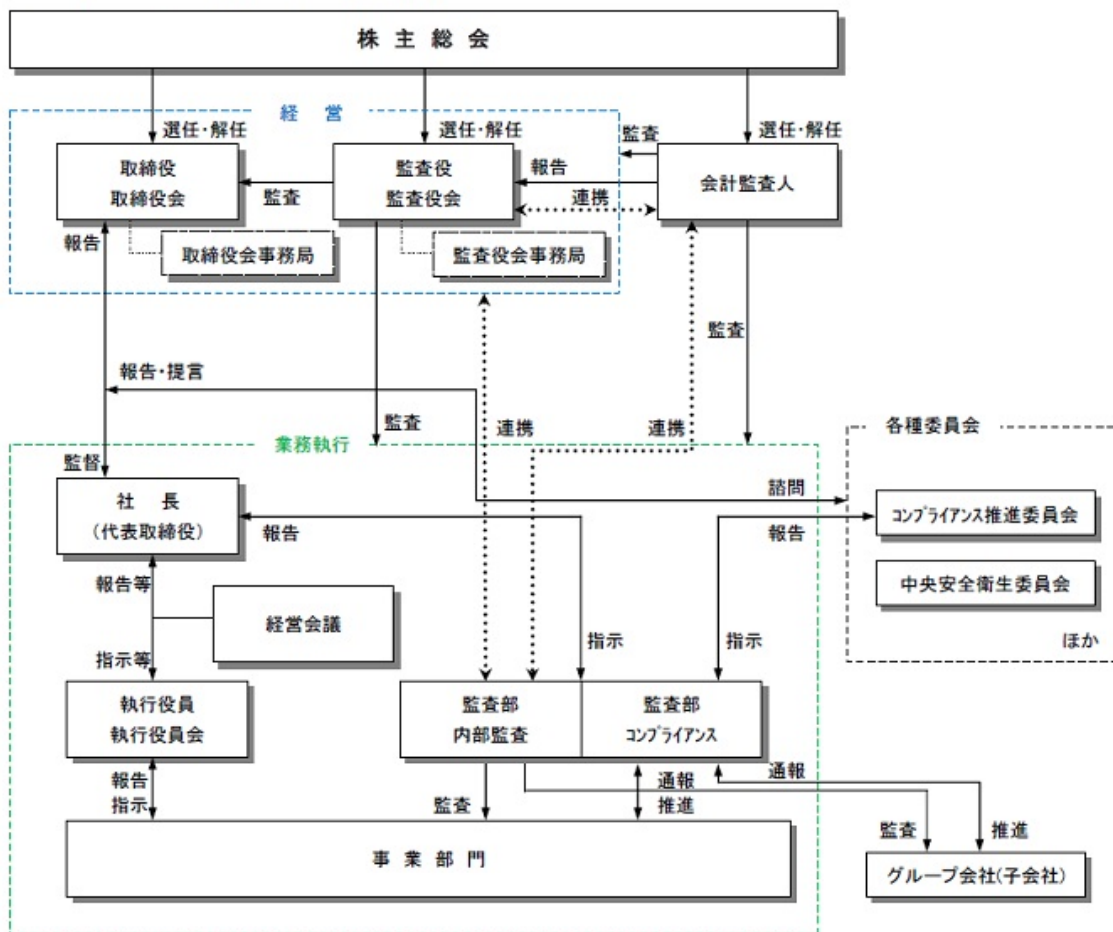 株 主 総 会
経 営
選任・解任
選任・解任
監査
選任・解任
取締役
取締役会
監査
監査役
監査役会
報告
連携
会計監査人
報告
取締役会事務局
監査役会事務局
監査
報告・提言
監査
連携
連携
各種委員会
業務執行
監督
社 長
(代表取締役)
報告
諮問
報告
コンプライアンス推進委員会
中央安全衛生委員会
ほか
報告等
経営会議
指示等
指示
指示
執行役員
執行役員会
監査部
内部監査
監査部
コンプライアンス
報告
指示
監査
通報
推進
通報
監査
推進
事 業 部 門
グループ会社(子会社)